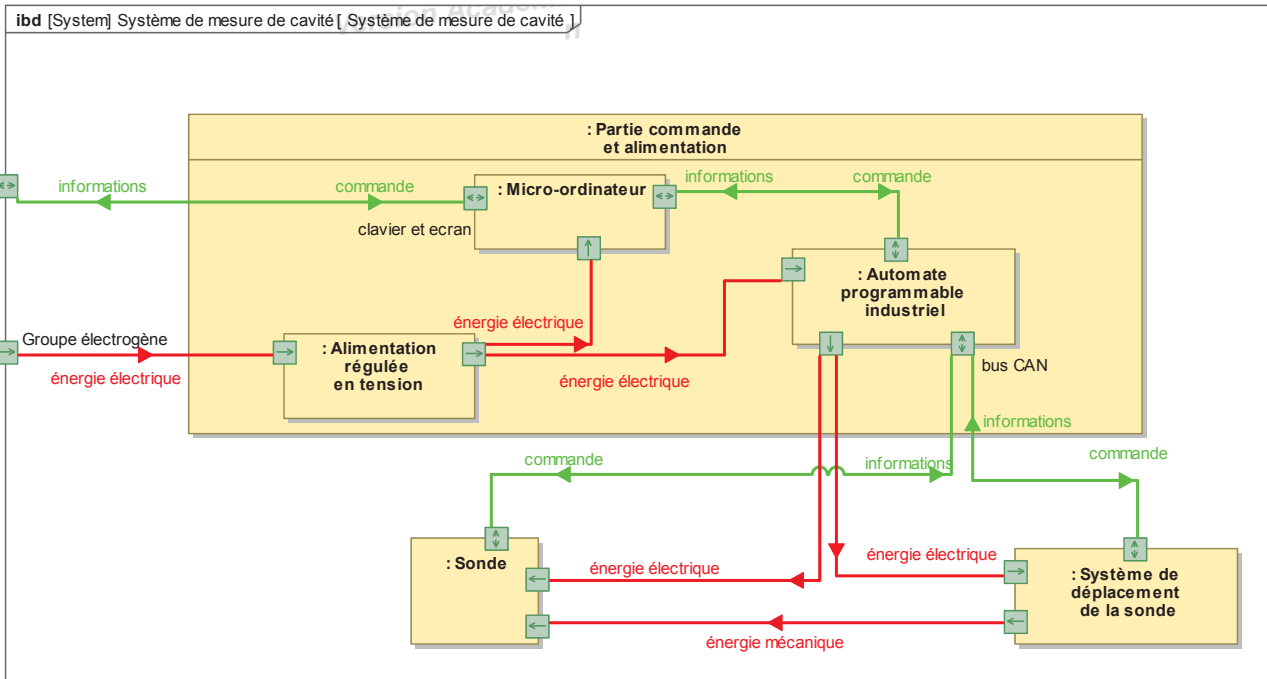 ibd [System] Système de mesure de cavité [ Système de mesure de cavité ]
: Partie commande
et alimentation
informations
commande
: Micro-ordinateur
informations
commande
clavier et ecran
: Automate
programmable
industriel
énergie électrique
Groupe électrogène
: Alimentation
régulée
en tension
énergie électrique
énergie électrique
bus CAN
informations
commande
informations
commande
: Sonde
énergie électrique
énergie électrique
: Système de
déplacement
de la sonde
énergie mécanique